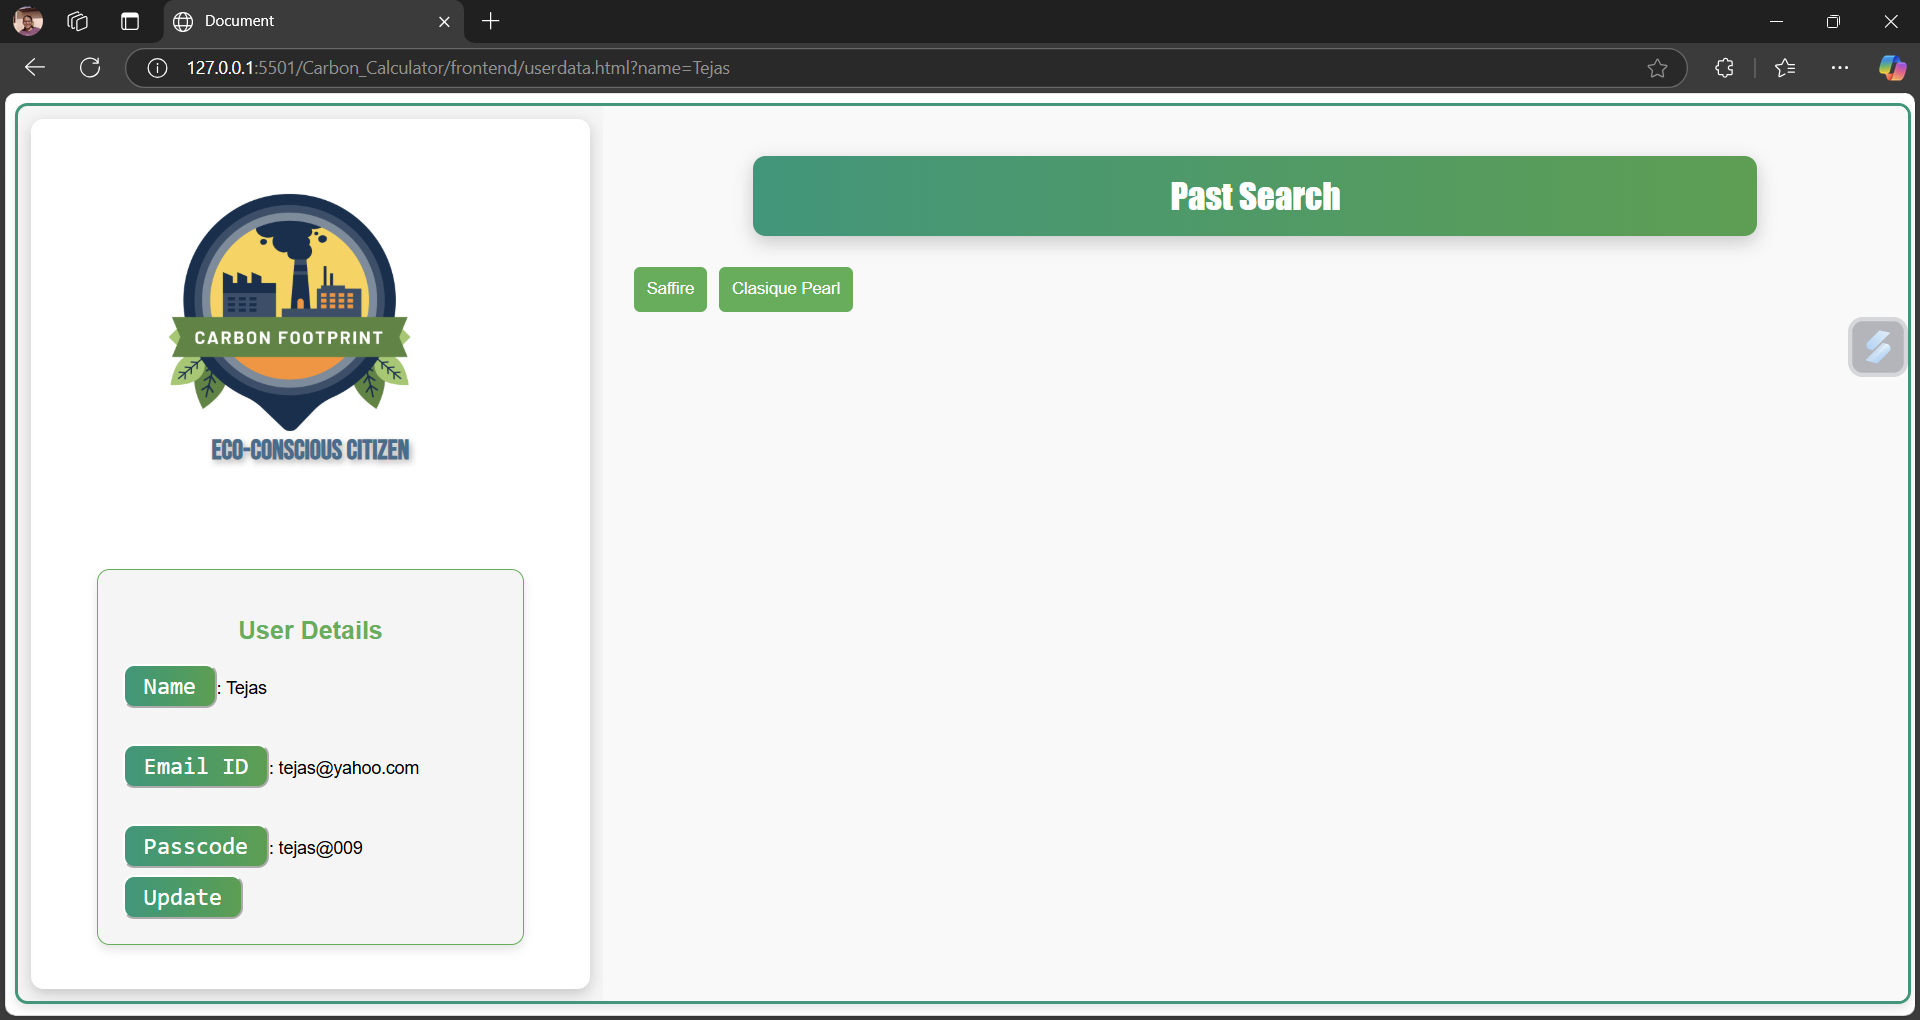 Document
127.0.0.1:5501/Carbon_Calculator/frontend/userdata.html?name=Tejas
CARBON FOOTPRINT
ECO-CONSCIOUS CITIZEN
User Details
Name : Tejas
Email ID : tejas@yahoo.com
Passcode : tejas@009
Update
Past Search
Saffire Clasique Pearl